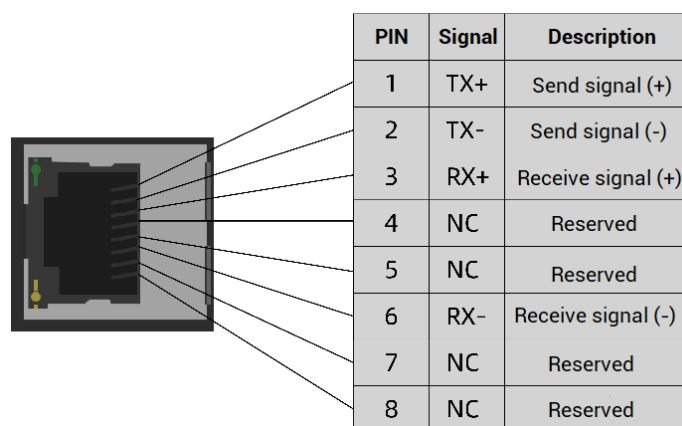 PIN Signal Description
1 TX+ Send signal (+)
2 TX- Send signal (-)
3 RX+ Receive signal (+)
4 NC Reserved
5 NC Reserved
6 RX- Receive signal (-)
7 NC Reserved
8 NC Reserved